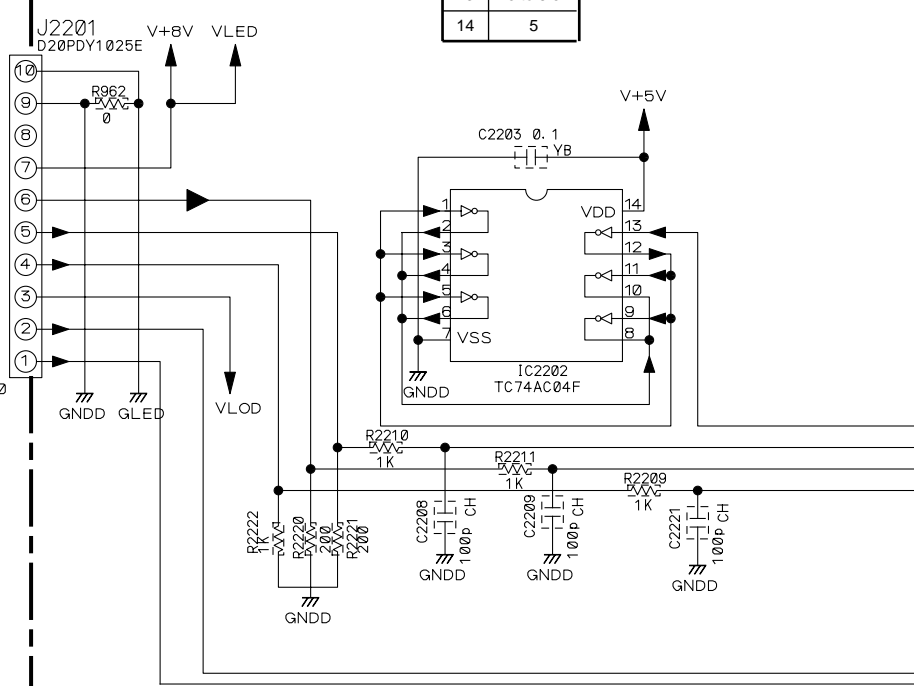 14 5
J2201
D20PDY1025E
V+8V VLED
10
R962
9
0
8
7
6
5
4
3
2
1
GNDD GLED
VLOD
V+5V
C2203 0.1
YB
1
2
3
4
5
6
7
VSS
VDD
14
13
12
11
10
9
8
GNDD
IC2202
TC74AC04F
R2210
1K
R2211
1K
R2209
1K
R2222
1K
R2220
200
R2221
200
GNDD
C2208
100p CH
GNDD
C2209
100p CH
GNDD
C2221
100p CH
GNDD